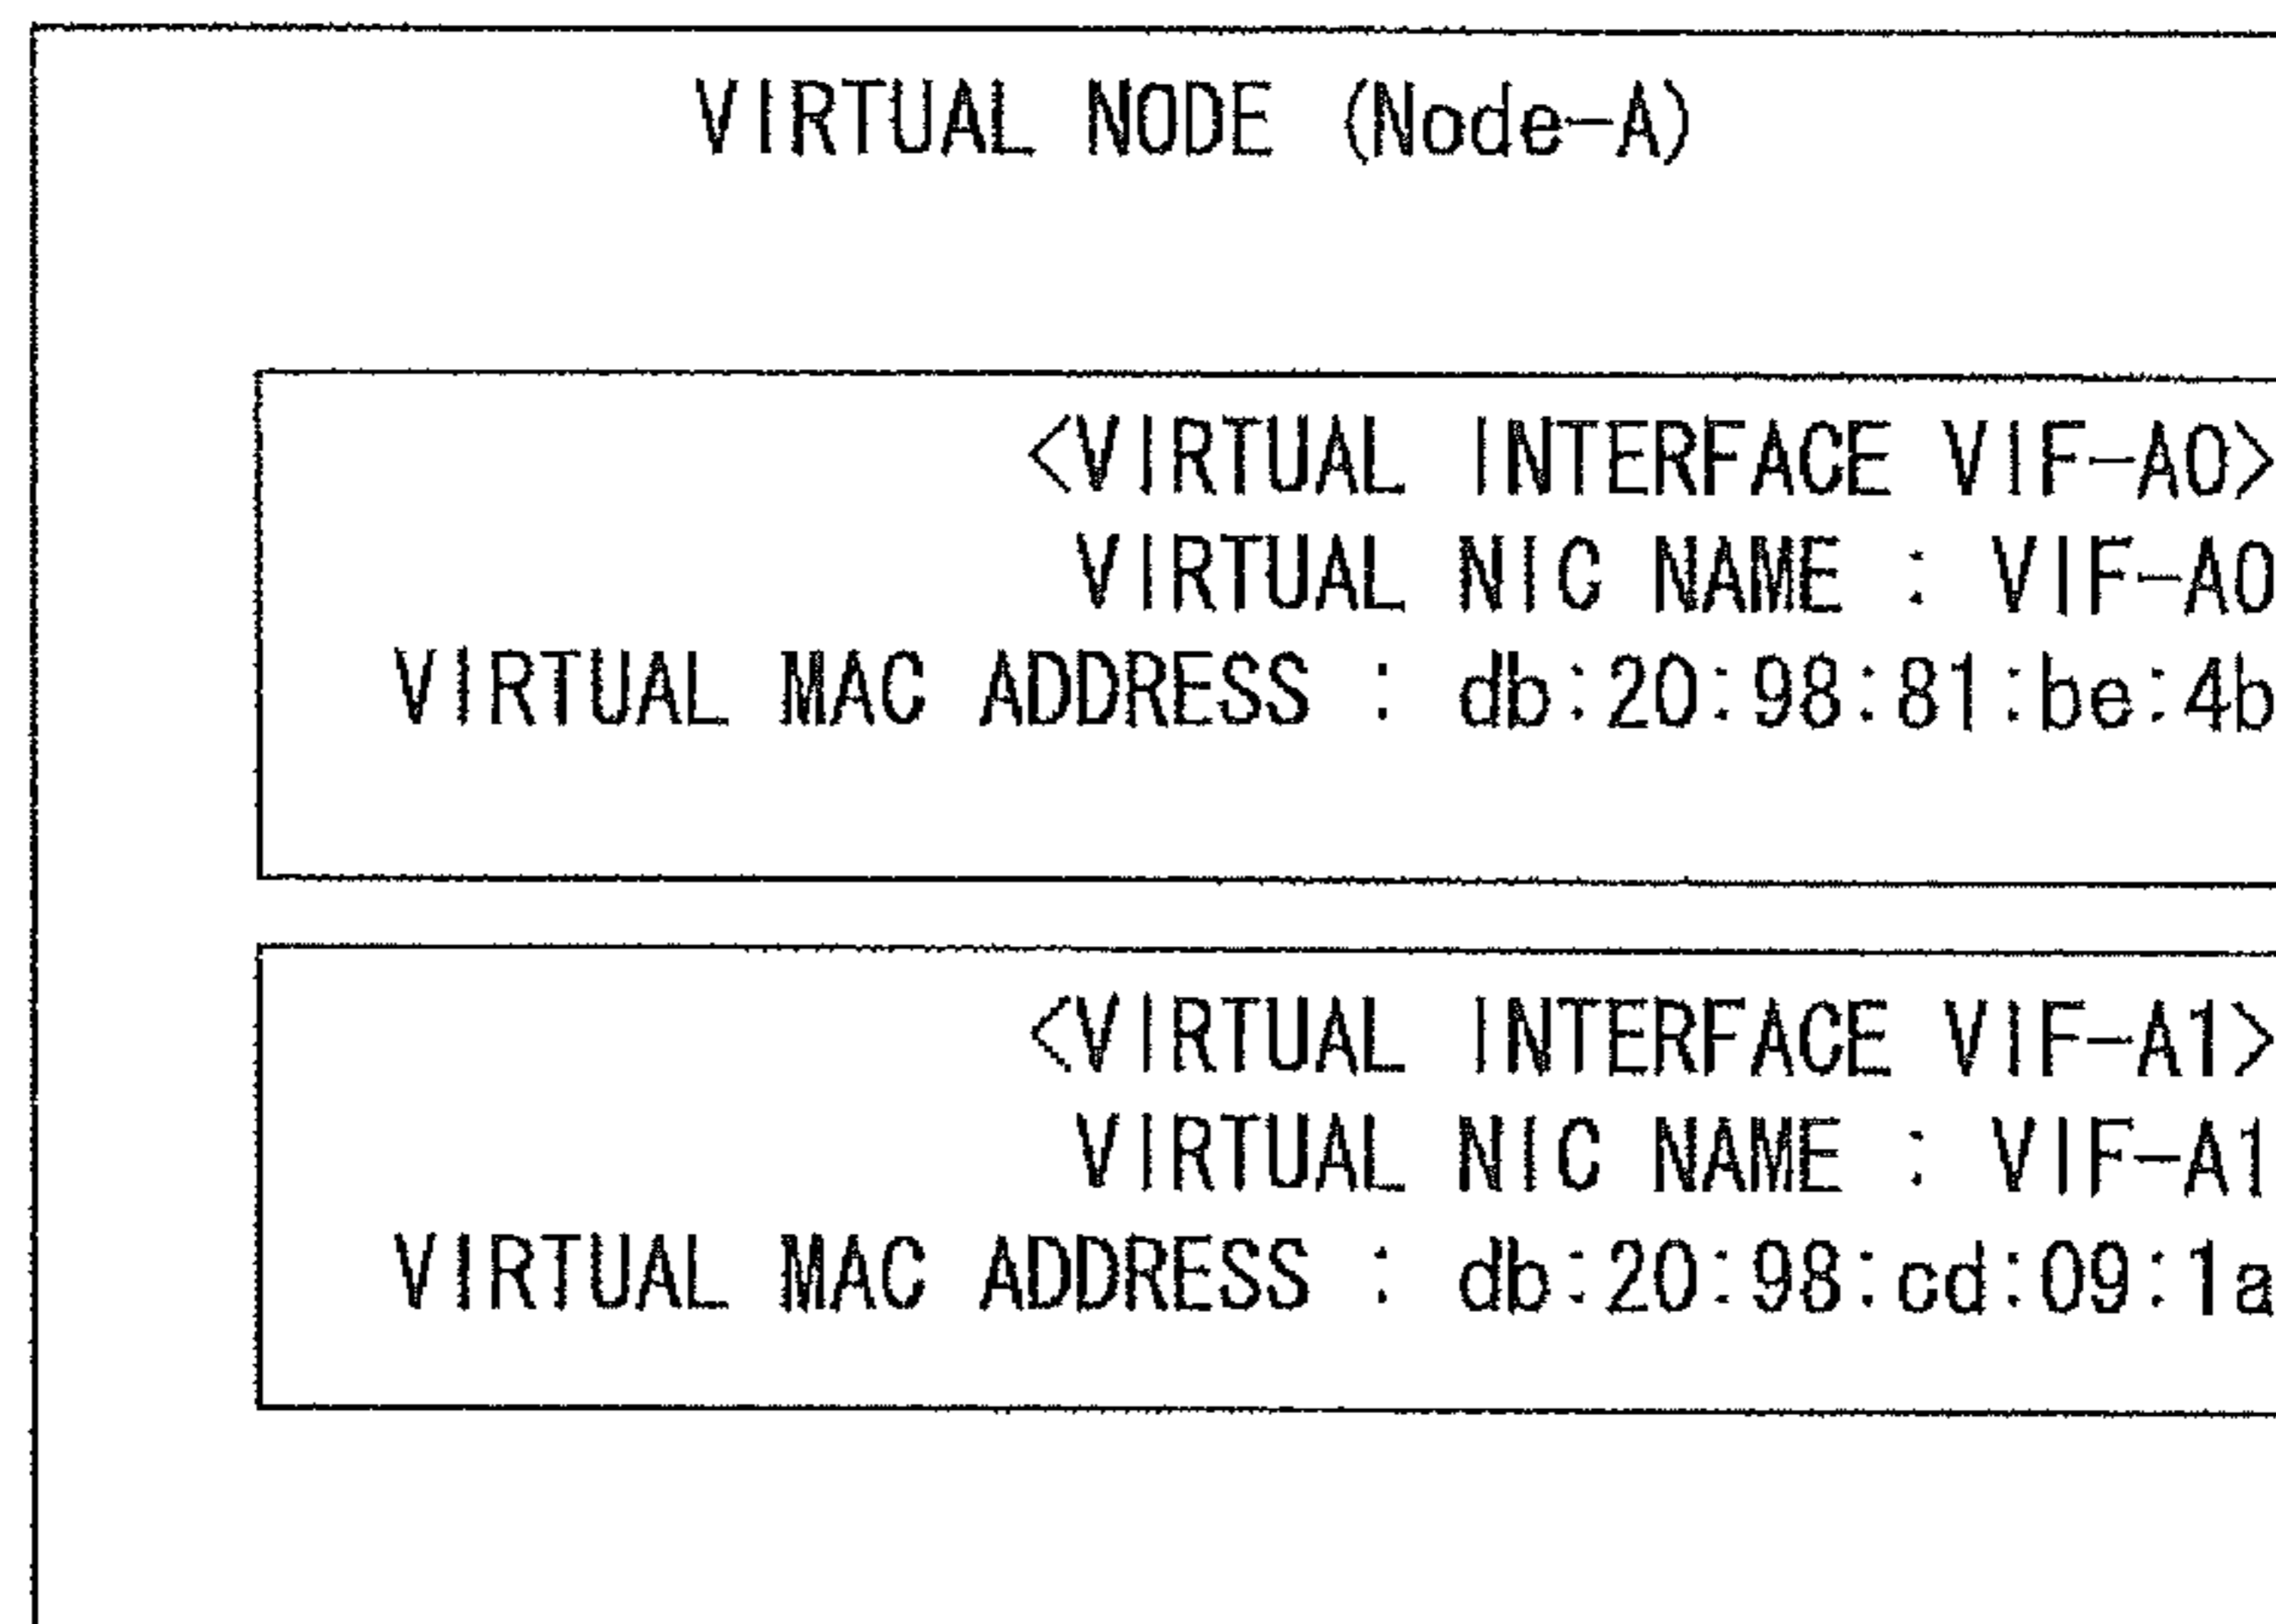 VIRTUAL NODE (Node-A)
<VIRTUAL INTERFACE VIF-A0>
VIRTUAL NIC NAME : VIF-A0
VIRTUAL MAC ADDRESS : db:20:98:81:be:4b
<VIRTUAL INTERFACE VIF-A1>
VIRTUAL NIC NAME : VIF-A1
VIRTUAL MAC ADDRESS : db:20:98:cd:09:1a